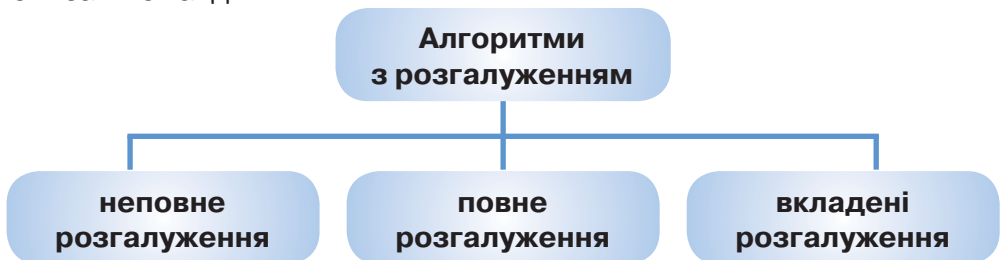 Алгоритми
з розгалуженням
неповне
розгалуження
повне
розгалуження
вкладені
розгалуження